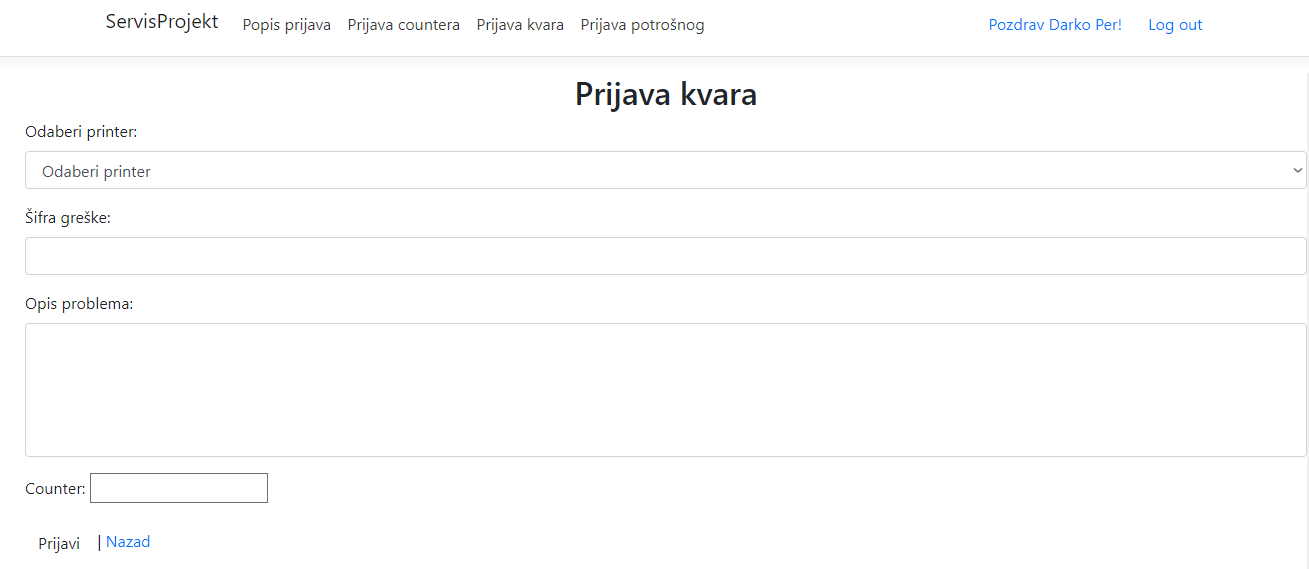 ServisProjekt Popis prijava Prijava countera Prijava kvara Prijava potrošnog Pozdrav Darko Per! Log out
Prijava kvara
Odaberi printer:
Odaberi printer
Šifra greške:
Opis problema:
Counter:
Prijavi | Nazad